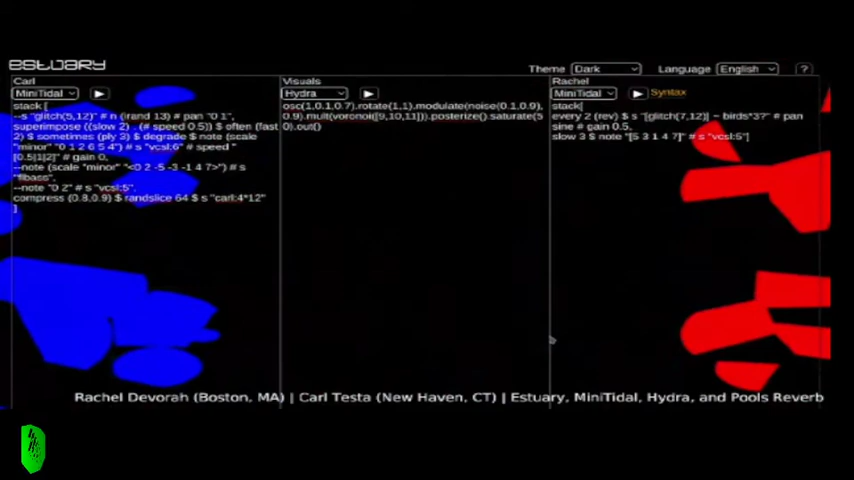 estuary
Theme Dark Language English ?
Carl
MiniTidal
stack [
--s "glitch(5,12)" # n (irand 13) # pan "0 1",
superimpose ((slow 2) . (# speed 0.5)) $ often (fast
2) $ sometimes (ply 3) $ degrade $ note (scale
"minor" "0 1 2 6 5 4") # s "vcsl:6" # speed "
[0.5|1|2]" # gain 0,
--note (scale "minor" "<0 2 -5 -3 -1 4 7>") # s
"flbass",
--note "0 2" # s "vcsl:5",
compress (0.8,0.9) $ randslice 64 $ s "carl:4*12"
]
Visuals
Hydra
osc(1,0.1,0.7).rotate(1,1).modulate(noise(0.1,0.9),
0.9).mult(voronoi([9,10,11])).posterize().saturate(5
0).out()
Rachel
MiniTidal Syntax
stack[
every 2 (rev) $ s "[glitch(7,12)] ~ birds*3?" # pan
sine # gain 0.5,
slow 3 $ note "[5 3 1 4 7]" # s "vcsl:5"]
Rachel Devorah (Boston, MA) | Carl Testa (New Haven, CT) | Estuary, MiniTidal, Hydra, and Pools Reverb